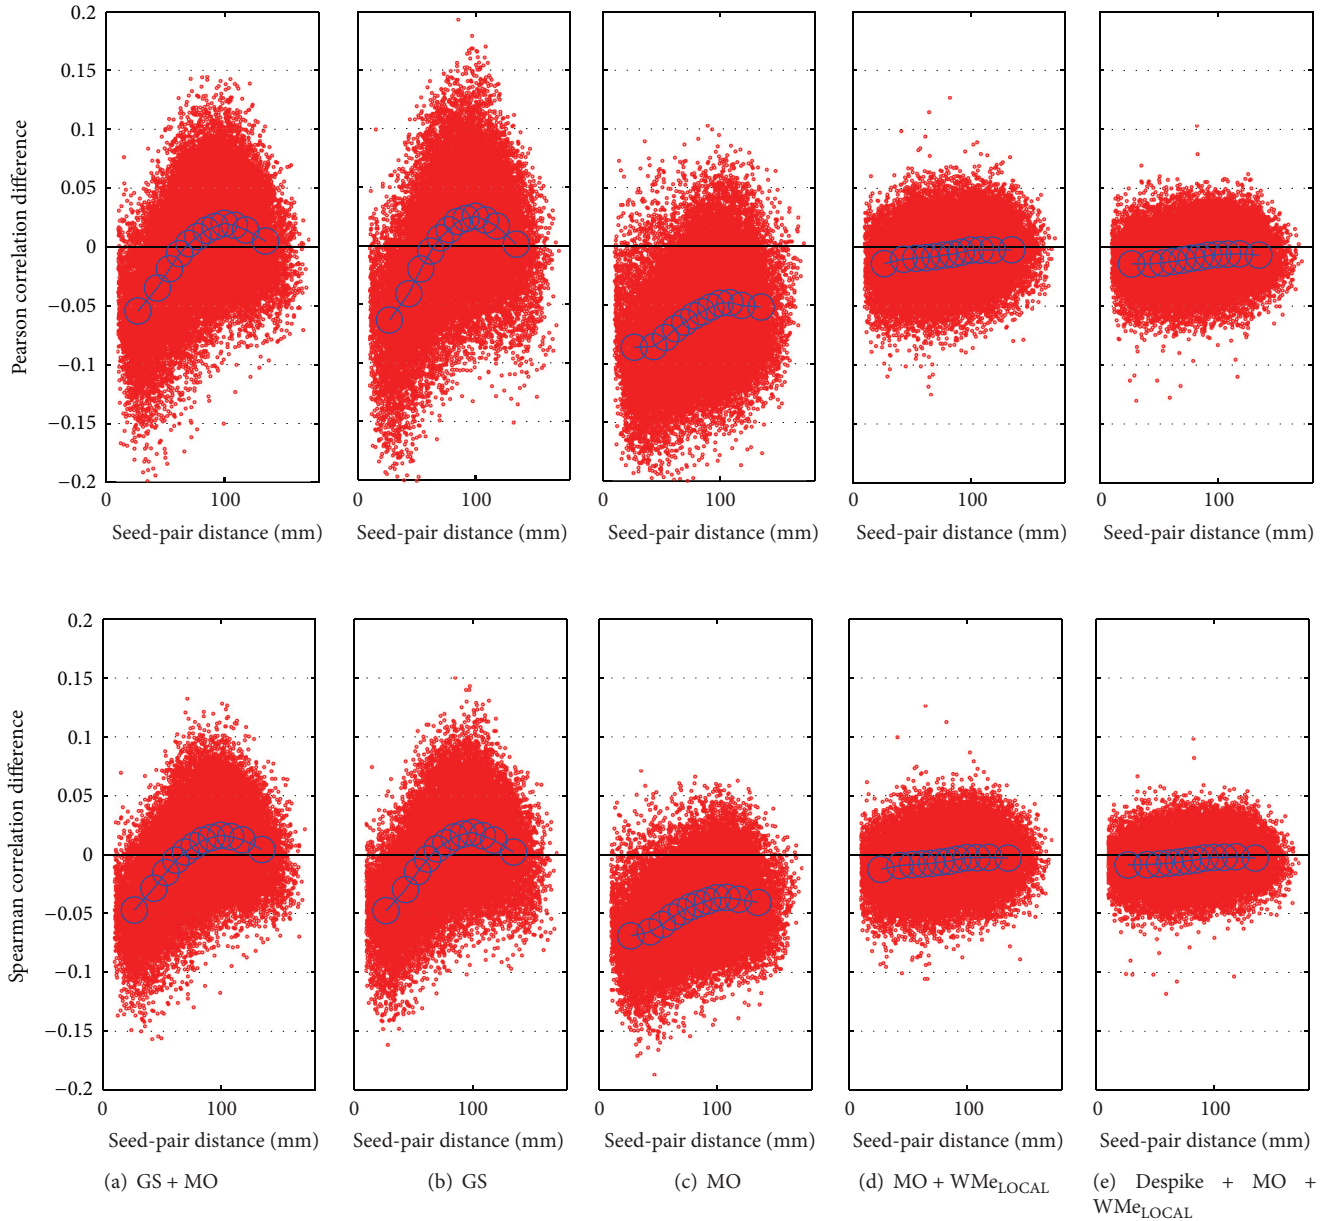 Pearson correlation difference
0.2
0.15
0.1
0.05
0
−0.05
−0.1
−0.15
−0.2
0 100
0 100
0 100
0 100
0 100
Seed-pair distance (mm)
Seed-pair distance (mm)
Seed-pair distance (mm)
Seed-pair distance (mm)
Seed-pair distance (mm)
Spearman correlation difference
0.2
0.15
0.1
0.05
0
−0.05
−0.1
−0.15
−0.2
0 100
0 100
0 100
0 100
0 100
Seed-pair distance (mm)
Seed-pair distance (mm)
Seed-pair distance (mm)
Seed-pair distance (mm)
Seed-pair distance (mm)
(a) GS + MO
(b) GS
(c) MO
(d) MO + WMeLOCAL
(e) Despike + MO +
WMeLOCAL